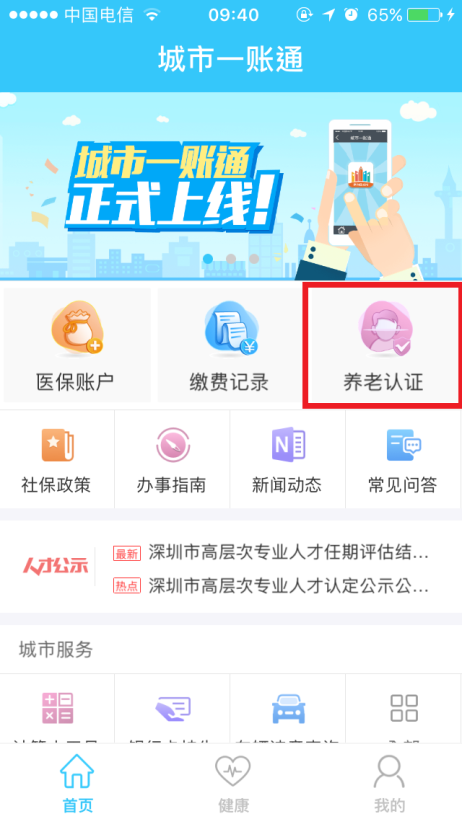 中国电信 09:40 65%
城市一账通
城市一账通
正式上线!
医保账户 缴费记录 养老认证
社保政策 办事指南 新闻动态 常见问答
人才公示
最新 深圳市高层次专业人才任期评估结...
热点 深圳市高层次专业人才认定公示公...
城市服务
首页 健康 我的